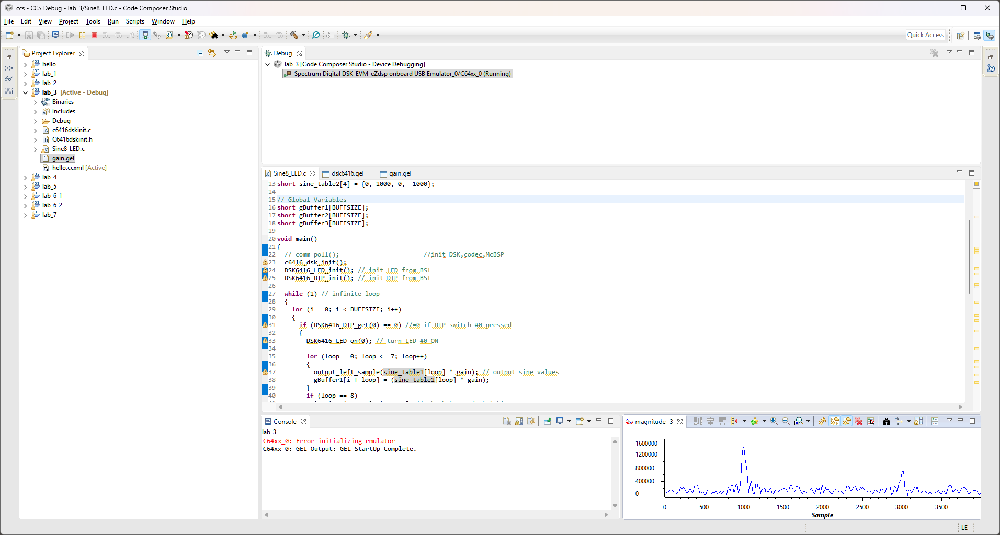 ccs - CCS Debug - lab_3/Sine8_LED.c - Code Composer Studio
File Edit View Project Tools Run Scripts Window Help
Quick Access
Project Explorer
hello
lab_1
lab_2
lab_3 [Active - Debug]
Binaries
Includes
Debug
c6416dskinit.c
C6416dskinit.h
Sine8_LED.c
gain.gel
hello.ccxml [Active]
lab_4
lab_5
lab_6_1
lab_6_2
lab_7
Debug
lab_3 [Code Composer Studio - Device Debugging]
Spectrum Digital DSK-EVM-eZdsp onboard USB Emulator_0/C64xx_0 (Running)
Sine8_LED.c dsk6416.gel gain.gel
13 short sine_table2[4] = {0, 1000, 0, -1000};
14
15 // Global Variables
16 short gBuffer1[BUFFSIZE];
17 short gBuffer2[BUFFSIZE];
18 short gBuffer3[BUFFSIZE];
19
20 void main()
21 {
22 // comm_poll(); //init DSK,codec,McBSP
23 c6416_dsk_init();
24 DSK6416_LED_init(); // init LED from BSL
25 DSK6416_DIP_init(); // init DIP from BSL
26
27 while (1) // infinite loop
28 {
29 for (i = 0; i < BUFFSIZE; i++)
30 {
31 if (DSK6416_DIP_get(0) == 0) //=0 if DIP switch #0 pressed
32 {
33 DSK6416_LED_on(0); // turn LED #0 ON
34
35 for (loop = 0; loop <= 7; loop++)
36 {
37 output_left_sample(sine_table1[loop] * gain); // output sine values
38 gBuffer1[i + loop] = (sine_table1[loop] * gain);
39 }
40 if (loop == 8)
Console
lab_3
C64xx_0: Error initializing emulator
C64xx_0: GEL Output: GEL StartUp Complete.
magnitude -3
1600000
1200000
800000
400000
0
0 500 1000 1500 2000 2500 3000 3500
Sample
LE